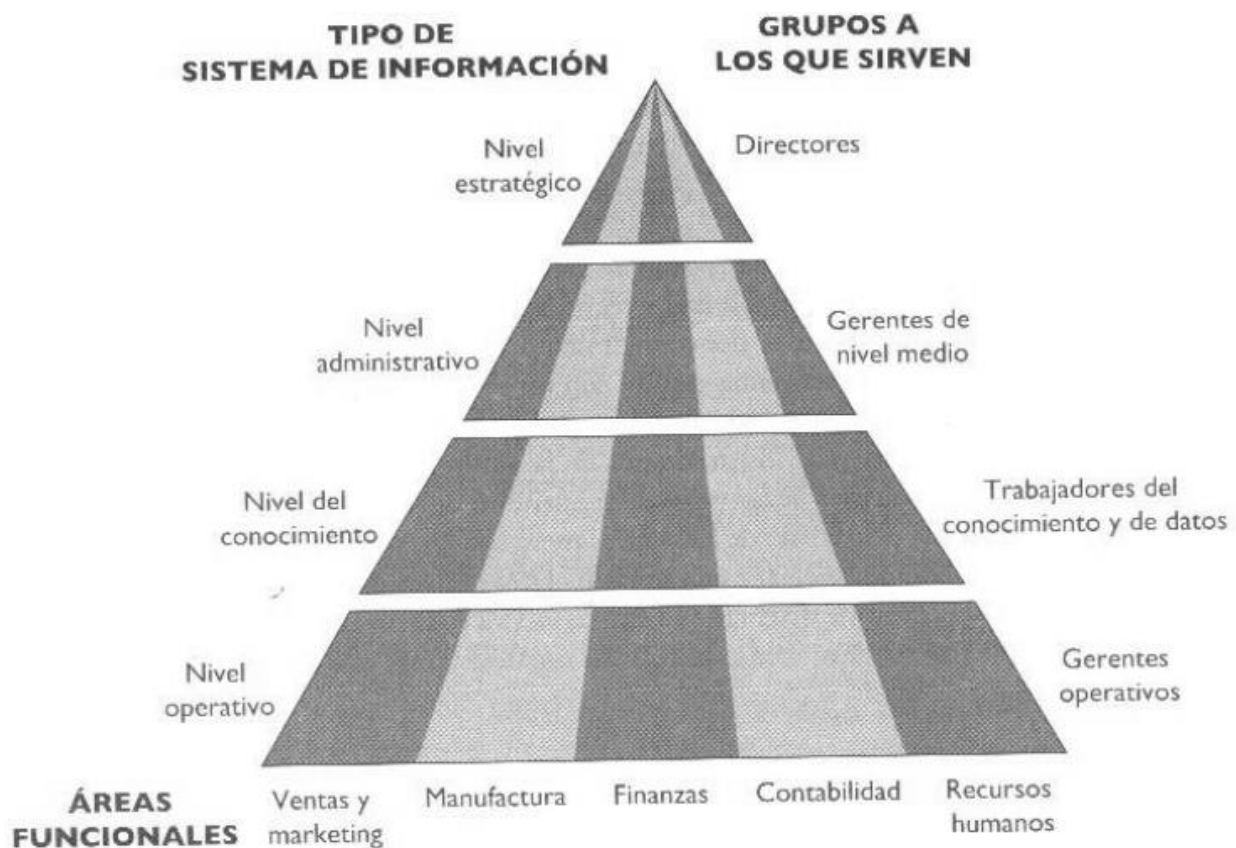 TIPO DE
SISTEMA DE INFORMACIÓN
GRUPOS A
LOS QUE SIRVEN
Nivel
estratégico
Directores
Nivel
administrativo
Gerentes de
nivel medio
Nivel del
conocimiento
Trabajadores del
conocimiento y de datos
Nivel
operativo
Gerentes
operativos
ÁREAS
FUNCIONALES
Ventas y
marketing
Manufactura
Finanzas
Contabilidad
Recursos
humanos